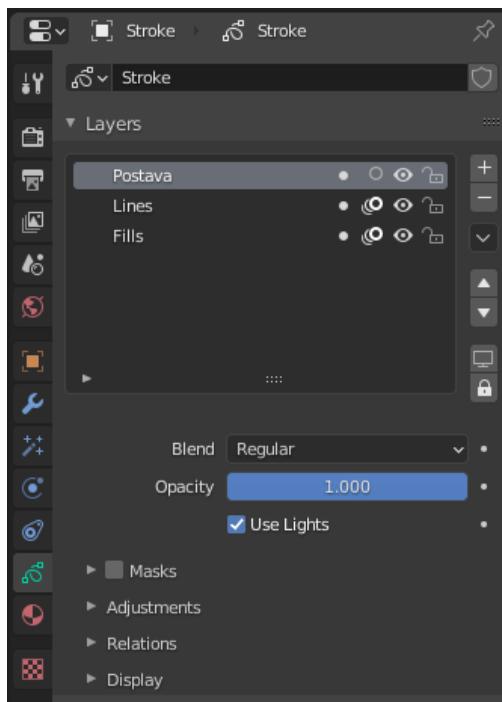 Stroke Stroke
Stroke
Layers
Postava
Lines
Fills
Blend Regular
Opacity 1.000
Use Lights
Masks
Adjustments
Relations
Display